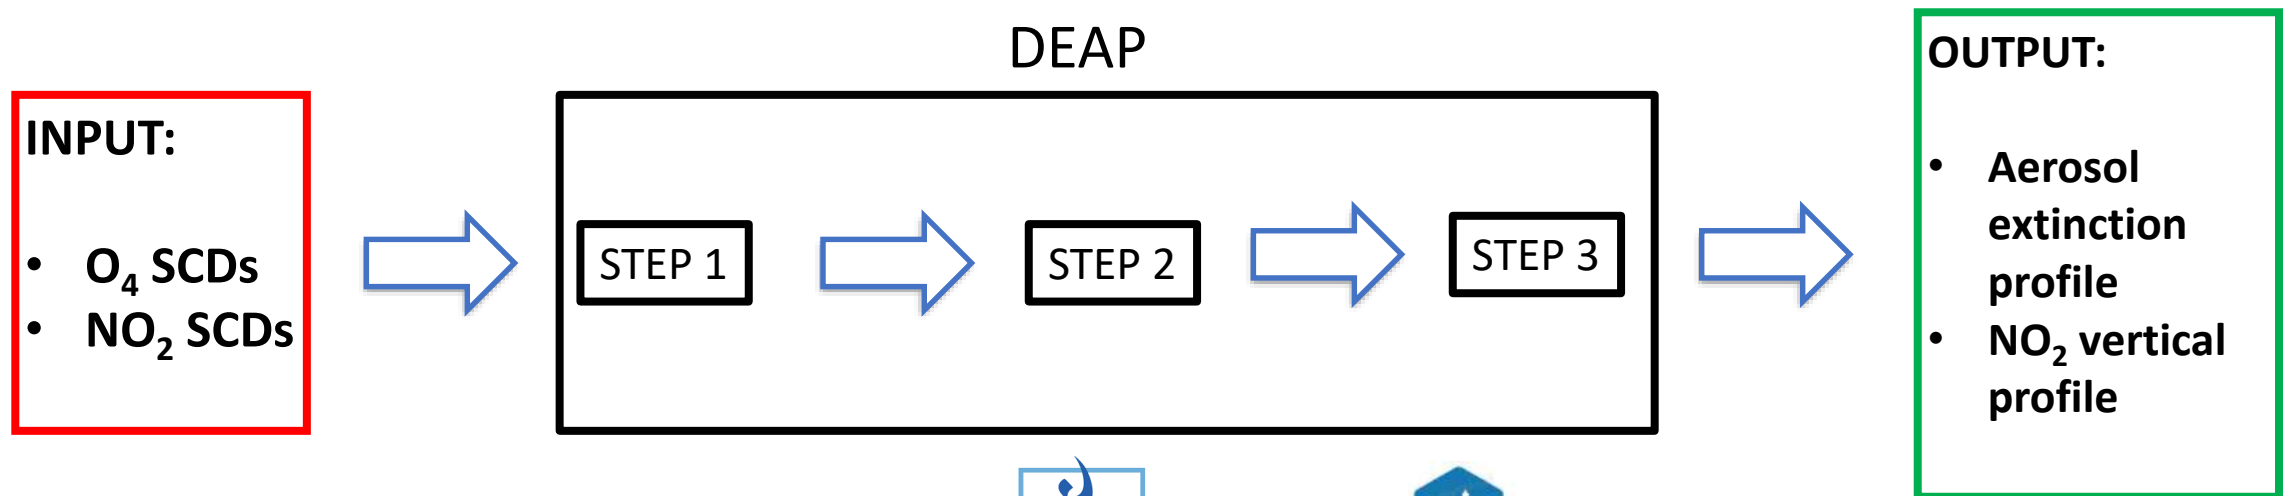 DEAP
INPUT:
• O₄ SCDs
• NO₂ SCDs
STEP 1
STEP 2
STEP 3
OUTPUT:
• Aerosol
extinction
profile
• NO₂ vertical
profile